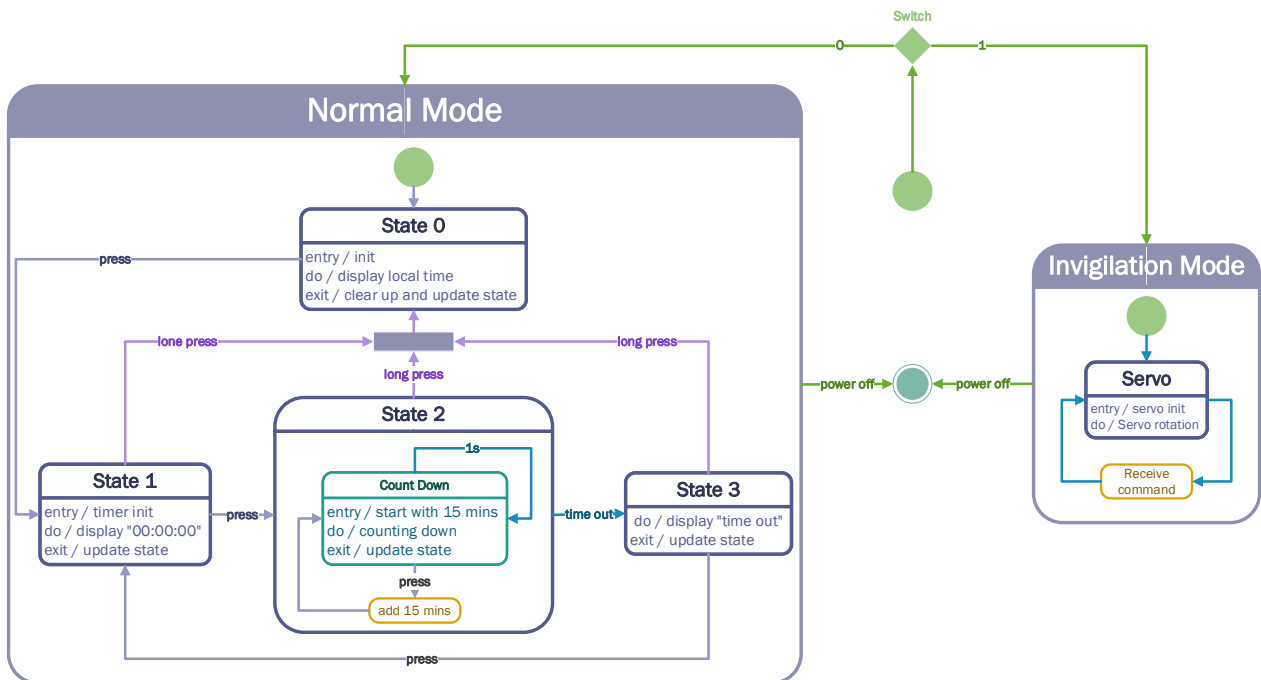 Switch
0
1
Normal Mode
State 0
entry / init
do / display local time
exit / clear up and update state
press
lone press
long press
long press
State 1
entry / timer init
do / display "00:00:00"
exit / update state
press
State 2
1s
Count Down
entry / start with 15 mins
do / counting down
exit / update state
press
add 15 mins
time out
State 3
do / display "time out"
exit / update state
press
power off
power off
Invigilation Mode
Servo
entry / servo init
do / Servo rotation
Receive
command